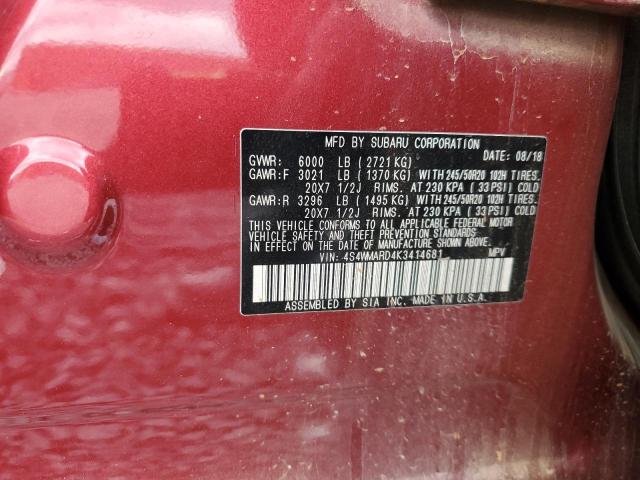 MFD BY SUBARU CORPORATION
GVWR: 6000 LB ( 2721 KG) DATE: 08/18
GAWR:F 3021 LB ( 1370 KG) WITH 245/50R20 102H TIRES.
20X7 1/2J RIMS. AT 230 KPA ( 33 PSI) COLD
GAWR:R 3296 LB ( 1495 KG) WITH 245/50R20 102H TIRES.
20X7 1/2J RIMS. AT 230 KPA ( 33 PSI) COLD
THIS VEHICLE CONFORMS TO ALL APPLICABLE FEDERAL MOTOR
VEHICLE SAFETY AND THEFT PREVENTION STANDARDS
IN EFFECT ON THE DATE OF MANUFACTURE SHOWN ABOVE.
VIN: 4S4WMARD4K3414681 MPV
ASSEMBLED BY SIA INC. MADE IN U.S.A.